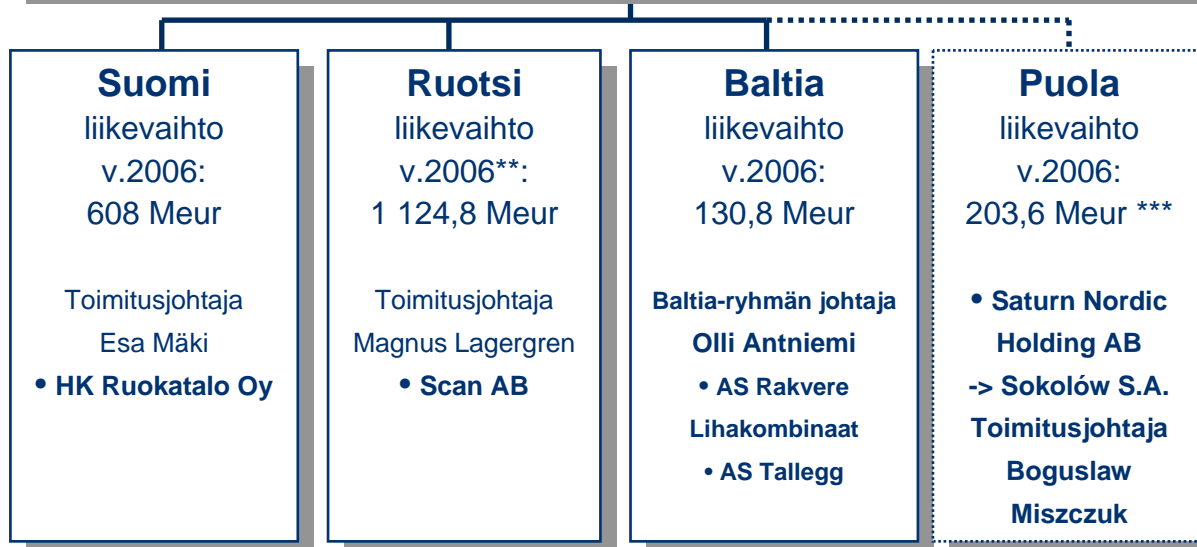 Suomi
liikevaihto
v.2006:
608 Meur
Toimitusjohtaja
Esa Mäki
• HK Ruokatalo Oy
Ruotsi
liikevaihto
v.2006**:
1 124,8 Meur
Toimitusjohtaja
Magnus Lagergren
• Scan AB
Baltia
liikevaihto
v.2006:
130,8 Meur
Baltia-ryhmän johtaja
Olli Antniemi
• AS Rakvere
Lihakombinaat
• AS Tallegg
Puola
liikevaihto
v.2006:
203,6 Meur ***
• Saturn Nordic
Holding AB
-> Sokolów S.A.
Toimitusjohtaja
Boguslaw
Miszczuk